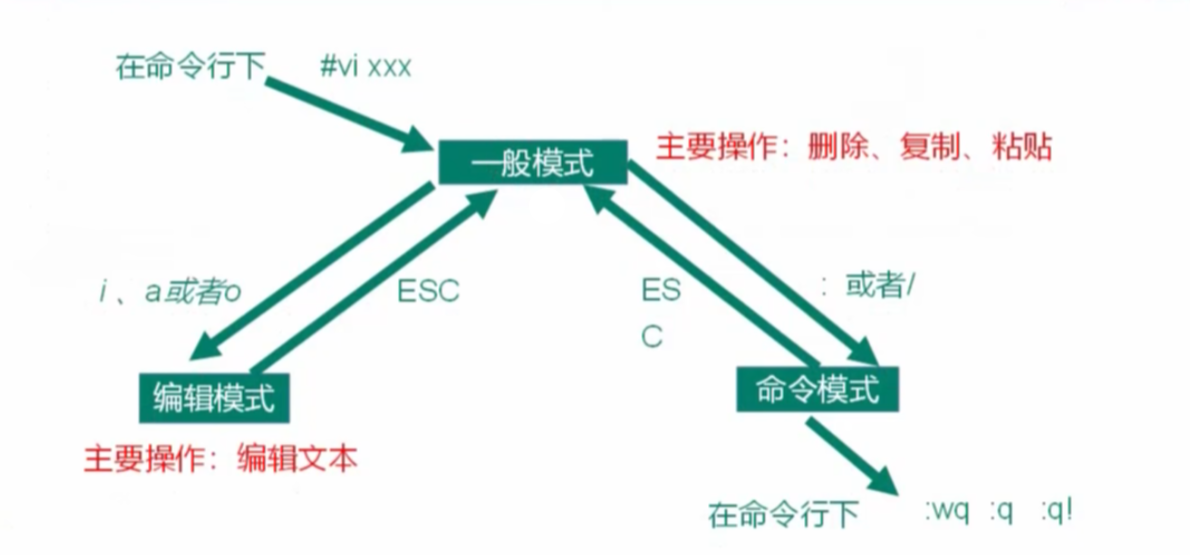 在命令行下 #vi xxx
一般模式 主要操作：删除、复制、粘贴
i 、a或者o
ESC
ES
C
: 或者/
编辑模式
命令模式
主要操作：编辑文本
在命令行下 :wq :q :q!